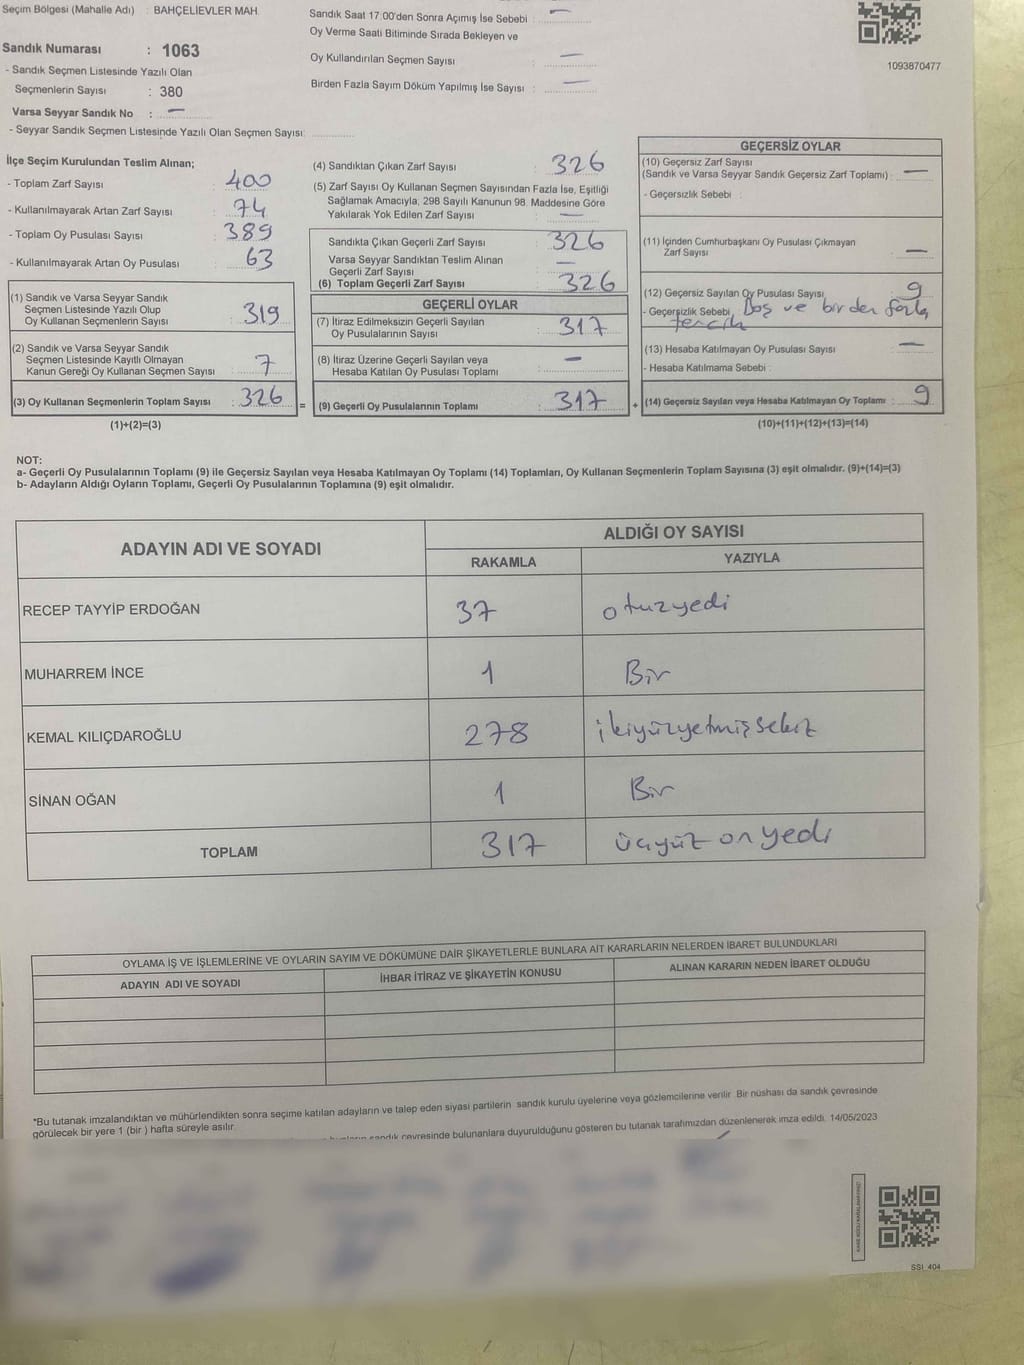 Seçim Bölgesi (Mahalle Adı) : BAHÇELİEVLER MAH.
Sandık Numarası : 1063
- Sandık Seçmen Listesinde Yazılı Olan
Seçmenlerin Sayısı : 380
Varsa Seyyar Sandık No : —
- Seyyar Sandık Seçmen Listesinde Yazılı Olan Seçmen Sayısı:
Sandık Saat 17:00'den Sonra Açımış İse Sebebi : —
Oy Verme Saati Bitiminde Sırada Bekleyen ve
Oy Kullandırılan Seçmen Sayısı : —
Birden Fazla Sayım Döküm Yapılmış İse Sayısı : —
1093870477
İlçe Seçim Kurulundan Teslim Alınan;
- Toplam Zarf Sayısı : 400
- Kullanılmayarak Artan Zarf Sayısı : 74
- Toplam Oy Pusulası Sayısı : 389
- Kullanılmayarak Artan Oy Pusulası : 63
(1) Sandık ve Varsa Seyyar Sandık
Seçmen Listesinde Yazılı Olup
Oy Kullanan Seçmenlerin Sayısı : 319
(2) Sandık ve Varsa Seyyar Sandık
Seçmen Listesinde Kayıtlı Olmayan
Kanun Gereği Oy Kullanan Seçmen Sayısı : 7
(3) Oy Kullanan Seçmenlerin Toplam Sayısı : 326
(1)+(2)=(3)
(4) Sandıktan Çıkan Zarf Sayısı : 326
(5) Zarf Sayısı Oy Kullanan Seçmen Sayısından Fazla İse, Eşitliği
Sağlamak Amacıyla, 298 Sayılı Kanunun 98. Maddesine Göre
Yakılarak Yok Edilen Zarf Sayısı : —
Sandıkta Çıkan Geçerli Zarf Sayısı : 326
Varsa Seyyar Sandıktan Teslim Alınan
Geçerli Zarf Sayısı : —
(6) Toplam Geçerli Zarf Sayısı : 326
GEÇERLİ OYLAR
(7) İtiraz Edilmeksizin Geçerli Sayılan
Oy Pusulalarının Sayısı : 317
(8) İtiraz Üzerine Geçerli Sayılan veya
Hesaba Katılan Oy Pusulası Toplamı : —
= (9) Geçerli Oy Pusulalarının Toplamı : 317
GEÇERSİZ OYLAR
(10) Geçersiz Zarf Sayısı
(Sandık ve Varsa Seyyar Sandık Geçersiz Zarf Toplamı) : —
- Geçersizlik Sebebi :
(11) İçinden Cumhurbaşkanı Oy Pusulası Çıkmayan
Zarf Sayısı : —
(12) Geçersiz Sayılan Oy Pusulası Sayısı : 9
- Geçersizlik Sebebi : Boş ve birden fazla
tercih
(13) Hesaba Katılmayan Oy Pusulası Sayısı : —
- Hesaba Katılmama Sebebi :
+ (14) Geçersiz Sayılan veya Hesaba Katılmayan Oy Toplamı : 9
(10)+(11)+(12)+(13)=(14)
NOT:
a- Geçerli Oy Pusulalarının Toplamı (9) ile Geçersiz Sayılan veya Hesaba Katılmayan Oy Toplamı (14) Toplamları, Oy Kullanan Seçmenlerin Toplam Sayısına (3) eşit olmalıdır. (9)+(14)=(3)
b- Adayların Aldığı Oyların Toplamı, Geçerli Oy Pusulalarının Toplamına (9) eşit olmalıdır.
ADAYIN ADI VE SOYADI ALDIĞI OY SAYISI
RAKAMLA YAZIYLA
RECEP TAYYİP ERDOĞAN 37 otuzyedi
MUHARREM İNCE 1 Bir
KEMAL KILIÇDAROĞLU 278 ikiyüzyetmişsekiz
SİNAN OĞAN 1 Bir
TOPLAM 317 üçyüz onyedi
OYLAMA İŞ VE İŞLEMLERİNE VE OYLARIN SAYIM VE DÖKÜMÜNE DAİR ŞİKAYETLERLE BUNLARA AİT KARARLARIN NELERDEN İBARET BULUNDUKLARI
ADAYIN ADI VE SOYADI İHBAR İTİRAZ VE ŞİKAYETİN KONUSU ALINAN KARARIN NEDEN İBARET OLDUĞU
*Bu tutanak imzalandıktan ve mühürlendikten sonra seçime katılan adayların ve talep eden siyasi partilerin sandık kurulu üyelerine veya gözlemcilerine verilir. Bir nüshası da sandık çevresinde
görülecek bir yere 1 (bir ) hafta süreyle asılır.
sandık çevresinde bulunanlara duyurulduğunu gösteren bu tutanak tarafımızdan düzenlenerek imza edildi. 14/05/2023
SSI_404